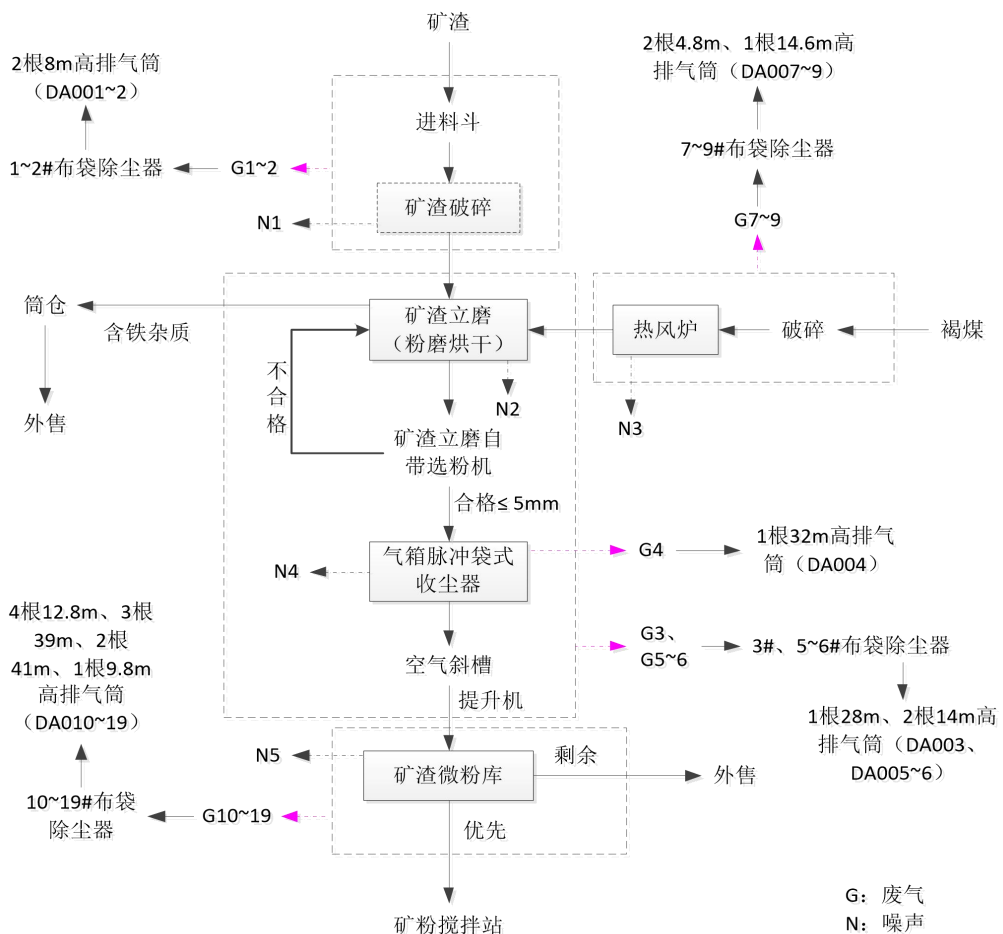 矿渣
2根8m高排气筒
（DA001~2）
2根4.8m、1根14.6m高
排气筒（DA007~9）
进料斗
7~9#布袋除尘器
1~2#布袋除尘器
G1~2
矿渣破碎
N1
G7~9
筒仓
含铁杂质
矿渣立磨
（粉磨烘干）
热风炉
破碎
褐煤
不
合
格
N2
外售
N3
矿渣立磨自
带选粉机
合格≤ 5mm
气箱脉冲袋式
收尘器
N4
G4
1根32m高排气
筒（DA004）
4根12.8m、3根
39m、2根
41m、1根9.8m
高排气筒
（DA010~19）
G3、
G5~6
3#、5~6#布袋除尘器
空气斜槽
提升机
1根28m、2根14m高
排气筒（DA003、
DA005~6）
N5
矿渣微粉库
剩余
外售
10~19#布袋
除尘器
G10~19
优先
矿粉搅拌站
G：废气
N：噪声